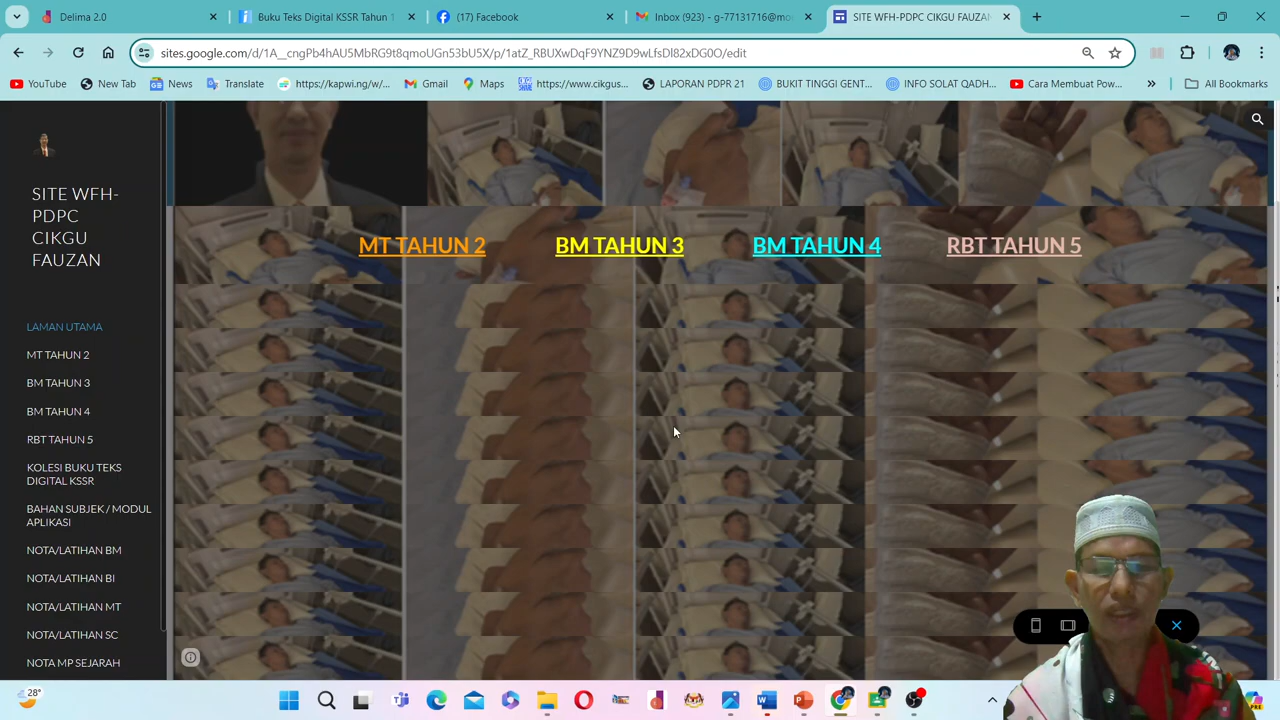 Delima 2.0
Buku Teks Digital KSSR Tahun 1
(17) Facebook
Inbox (923) - g-77131716@mo
SITE WFH-PDPC CIKGU FAUZAN
sites.google.com/d/1A__cngPb4hAU5MbRG9t8qmoUGn53bU5X/p/1atZ_RBUXwDqF9YNZ9D9wLfsDl82xDG0O/edit
YouTube
New Tab
News
Translate
https://kapwi.ng/w/...
Gmail
Maps
https://www.cikgus...
LAPORAN PDPR 21
BUKIT TINGGI GENT...
INFO SOLAT QADH...
Cara Membuat Pow...
All Bookmarks
SITE WFH-
PDPC
CIKGU
FAUZAN
MT TAHUN 2
BM TAHUN 3
BM TAHUN 4
RBT TAHUN 5
LAMAN UTAMA
MT TAHUN 2
BM TAHUN 3
BM TAHUN 4
RBT TAHUN 5
KOLESI BUKU TEKS
DIGITAL KSSR
BAHAN SUBJEK / MODUL
APLIKASI
NOTA/LATIHAN BM
NOTA/LATIHAN BI
NOTA/LATIHAN MT
NOTA/LATIHAN SC
NOTA MP SEJARAH
28°
PRE